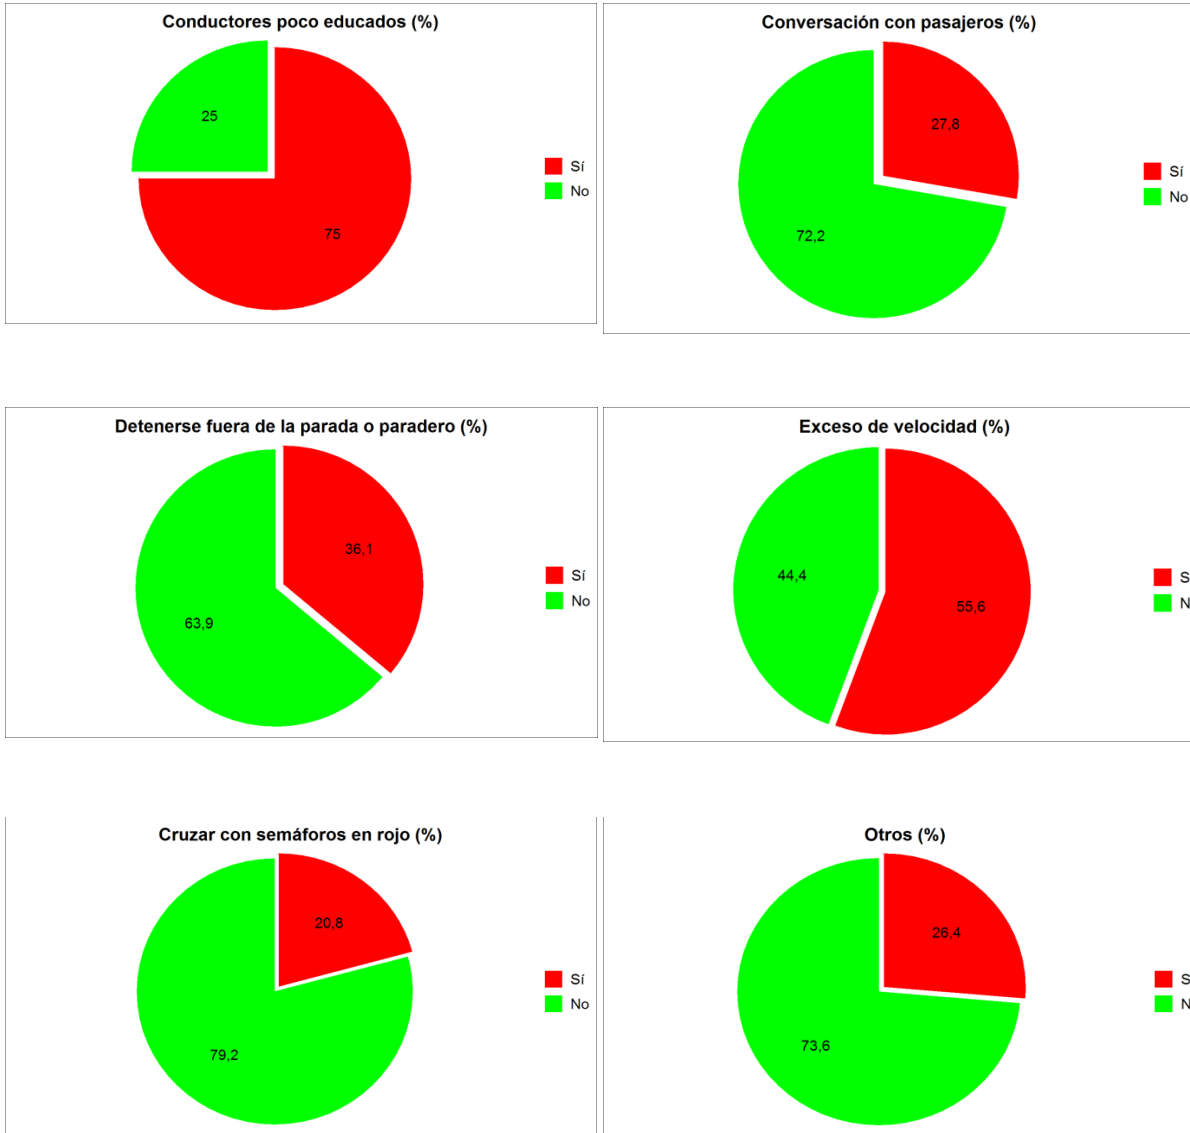 Conductores poco educados (%)
25
75
Sí
No
Conversación con pasajeros (%)
27,8
72,2
Sí
No
Detenerse fuera de la parada o paradero (%)
36,1
63,9
Sí
No
Exceso de velocidad (%)
44,4
55,6
S
N
Cruzar con semáforos en rojo (%)
20,8
79,2
Sí
No
Otros (%)
26,4
73,6
S
N